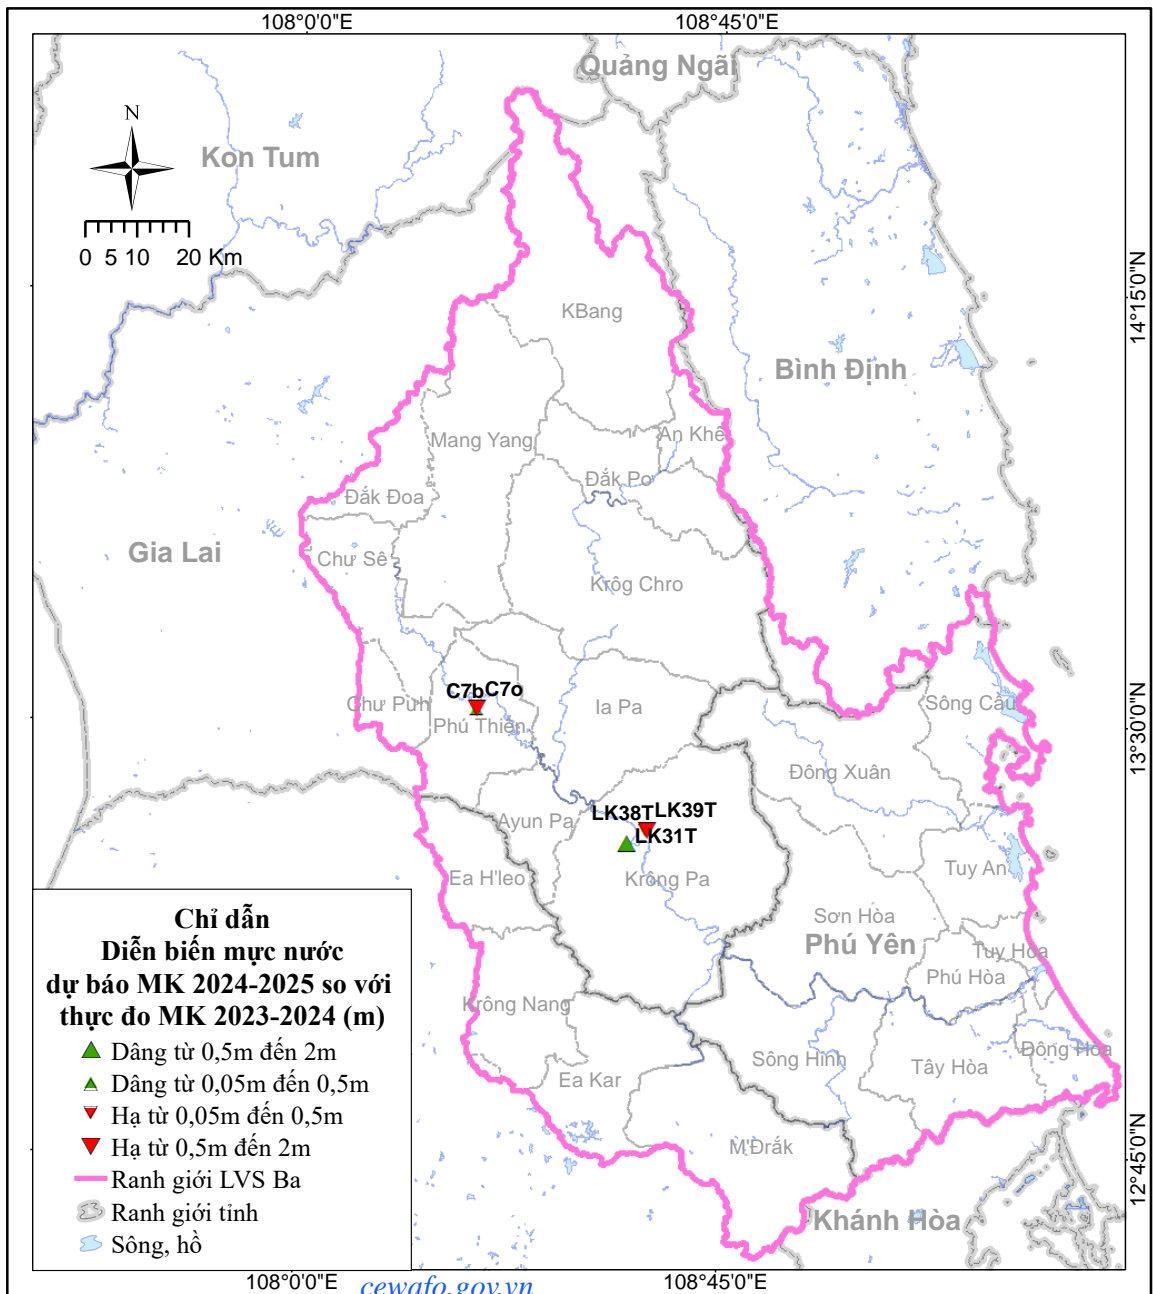 108°0'0"E
108°45'0"E
Quảng Ngãi
N
Kon Tum
0 5 10 20 Km
14°15'0"N
KBang
Bình Định
Mang Yang
An Khê
Đắk Pơ
Đắk Đoa
Gia Lai
Chư Sê
Krôg Chro
C7b C7o
Chư Pưh
Ia Pa
Sông Cầu
Phú Thiện
13°30'0"N
Đông Xuân
LK38T LK39T
Ayun Pa
LK31T
Tuy An
Ea H'leo
Krông Pa
Sơn Hòa
Phú Yên
Tuy Hòa
Phú Hòa
Krông Nang
Đông Hòa
Sông Hinh
Tây Hòa
Ea Kar
M'Đrắk
12°45'0"N
Khánh Hòa
Chỉ dẫn
Diễn biến mực nước
dự báo MK 2024-2025 so với
thực đo MK 2023-2024 (m)
Dâng từ 0,5m đến 2m
Dâng từ 0,05m đến 0,5m
Hạ từ 0,05m đến 0,5m
Hạ từ 0,5m đến 2m
Ranh giới LVS Ba
Ranh giới tỉnh
Sông, hồ
108°0'0"E
108°45'0"E
cewafo.gov.vn